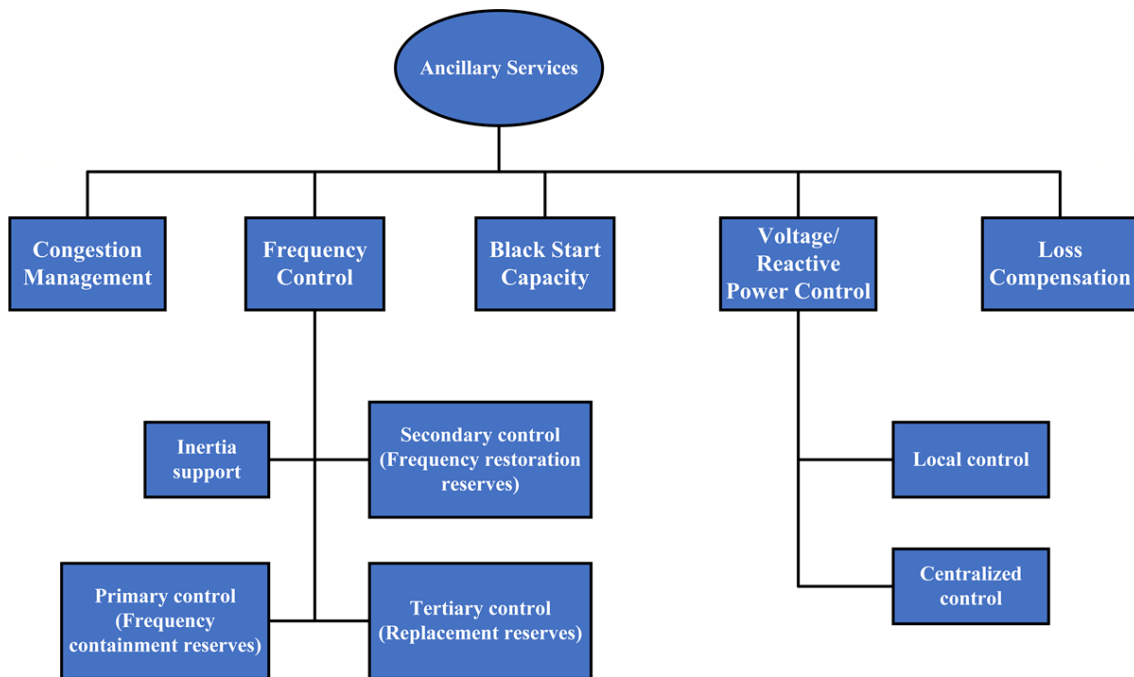 Ancillary Services
Congestion
Management
Frequency
Control
Black Start
Capacity
Voltage/
Reactive
Power Control
Loss
Compensation
Inertia
support
Secondary control
(Frequency restoration
reserves)
Local control
Primary control
(Frequency
containment reserves)
Tertiary control
(Replacement reserves)
Centralized
control